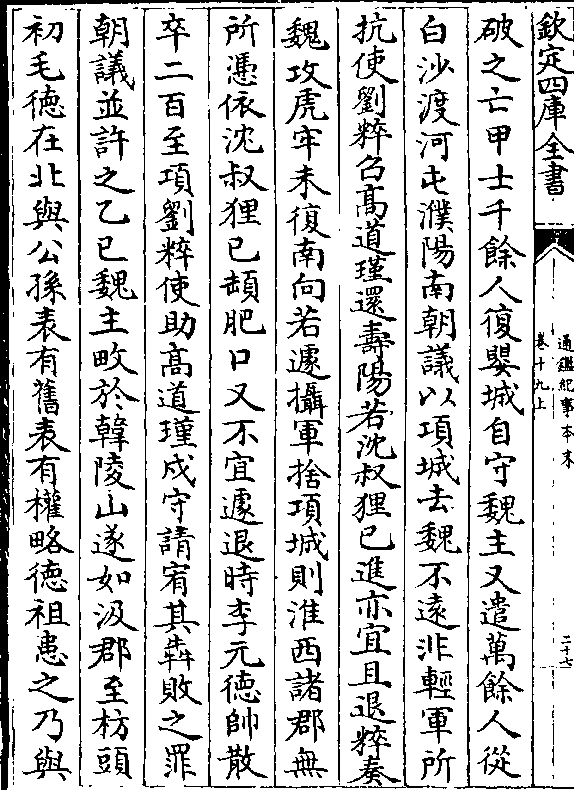 欽定四庫全書
通鑑紀事本末
卷十九上
二十六
破之亡甲士千餘人復嬰城自守魏主又遣萬餘人從
白沙渡河屯濮陽南朝議以項城去魏不遠非輕軍所
抗使劉粹召髙道瑾還壽陽若沈叔貍已進亦宜且退粹奏
魏攻虎牢未復南向若遽攝軍捨項城則淮西諸郡無
所憑依沈叔貍已頓肥口又不宜遽退時李元德帥散
卒二百至項劉粹使助髙道瑾戍守請宥其奔敗之罪
朝議並許之乙巳魏主畋於韓陵山遂如汲郡至枋頭
初毛德在北與公孫表有舊表有權略德祖患之乃與